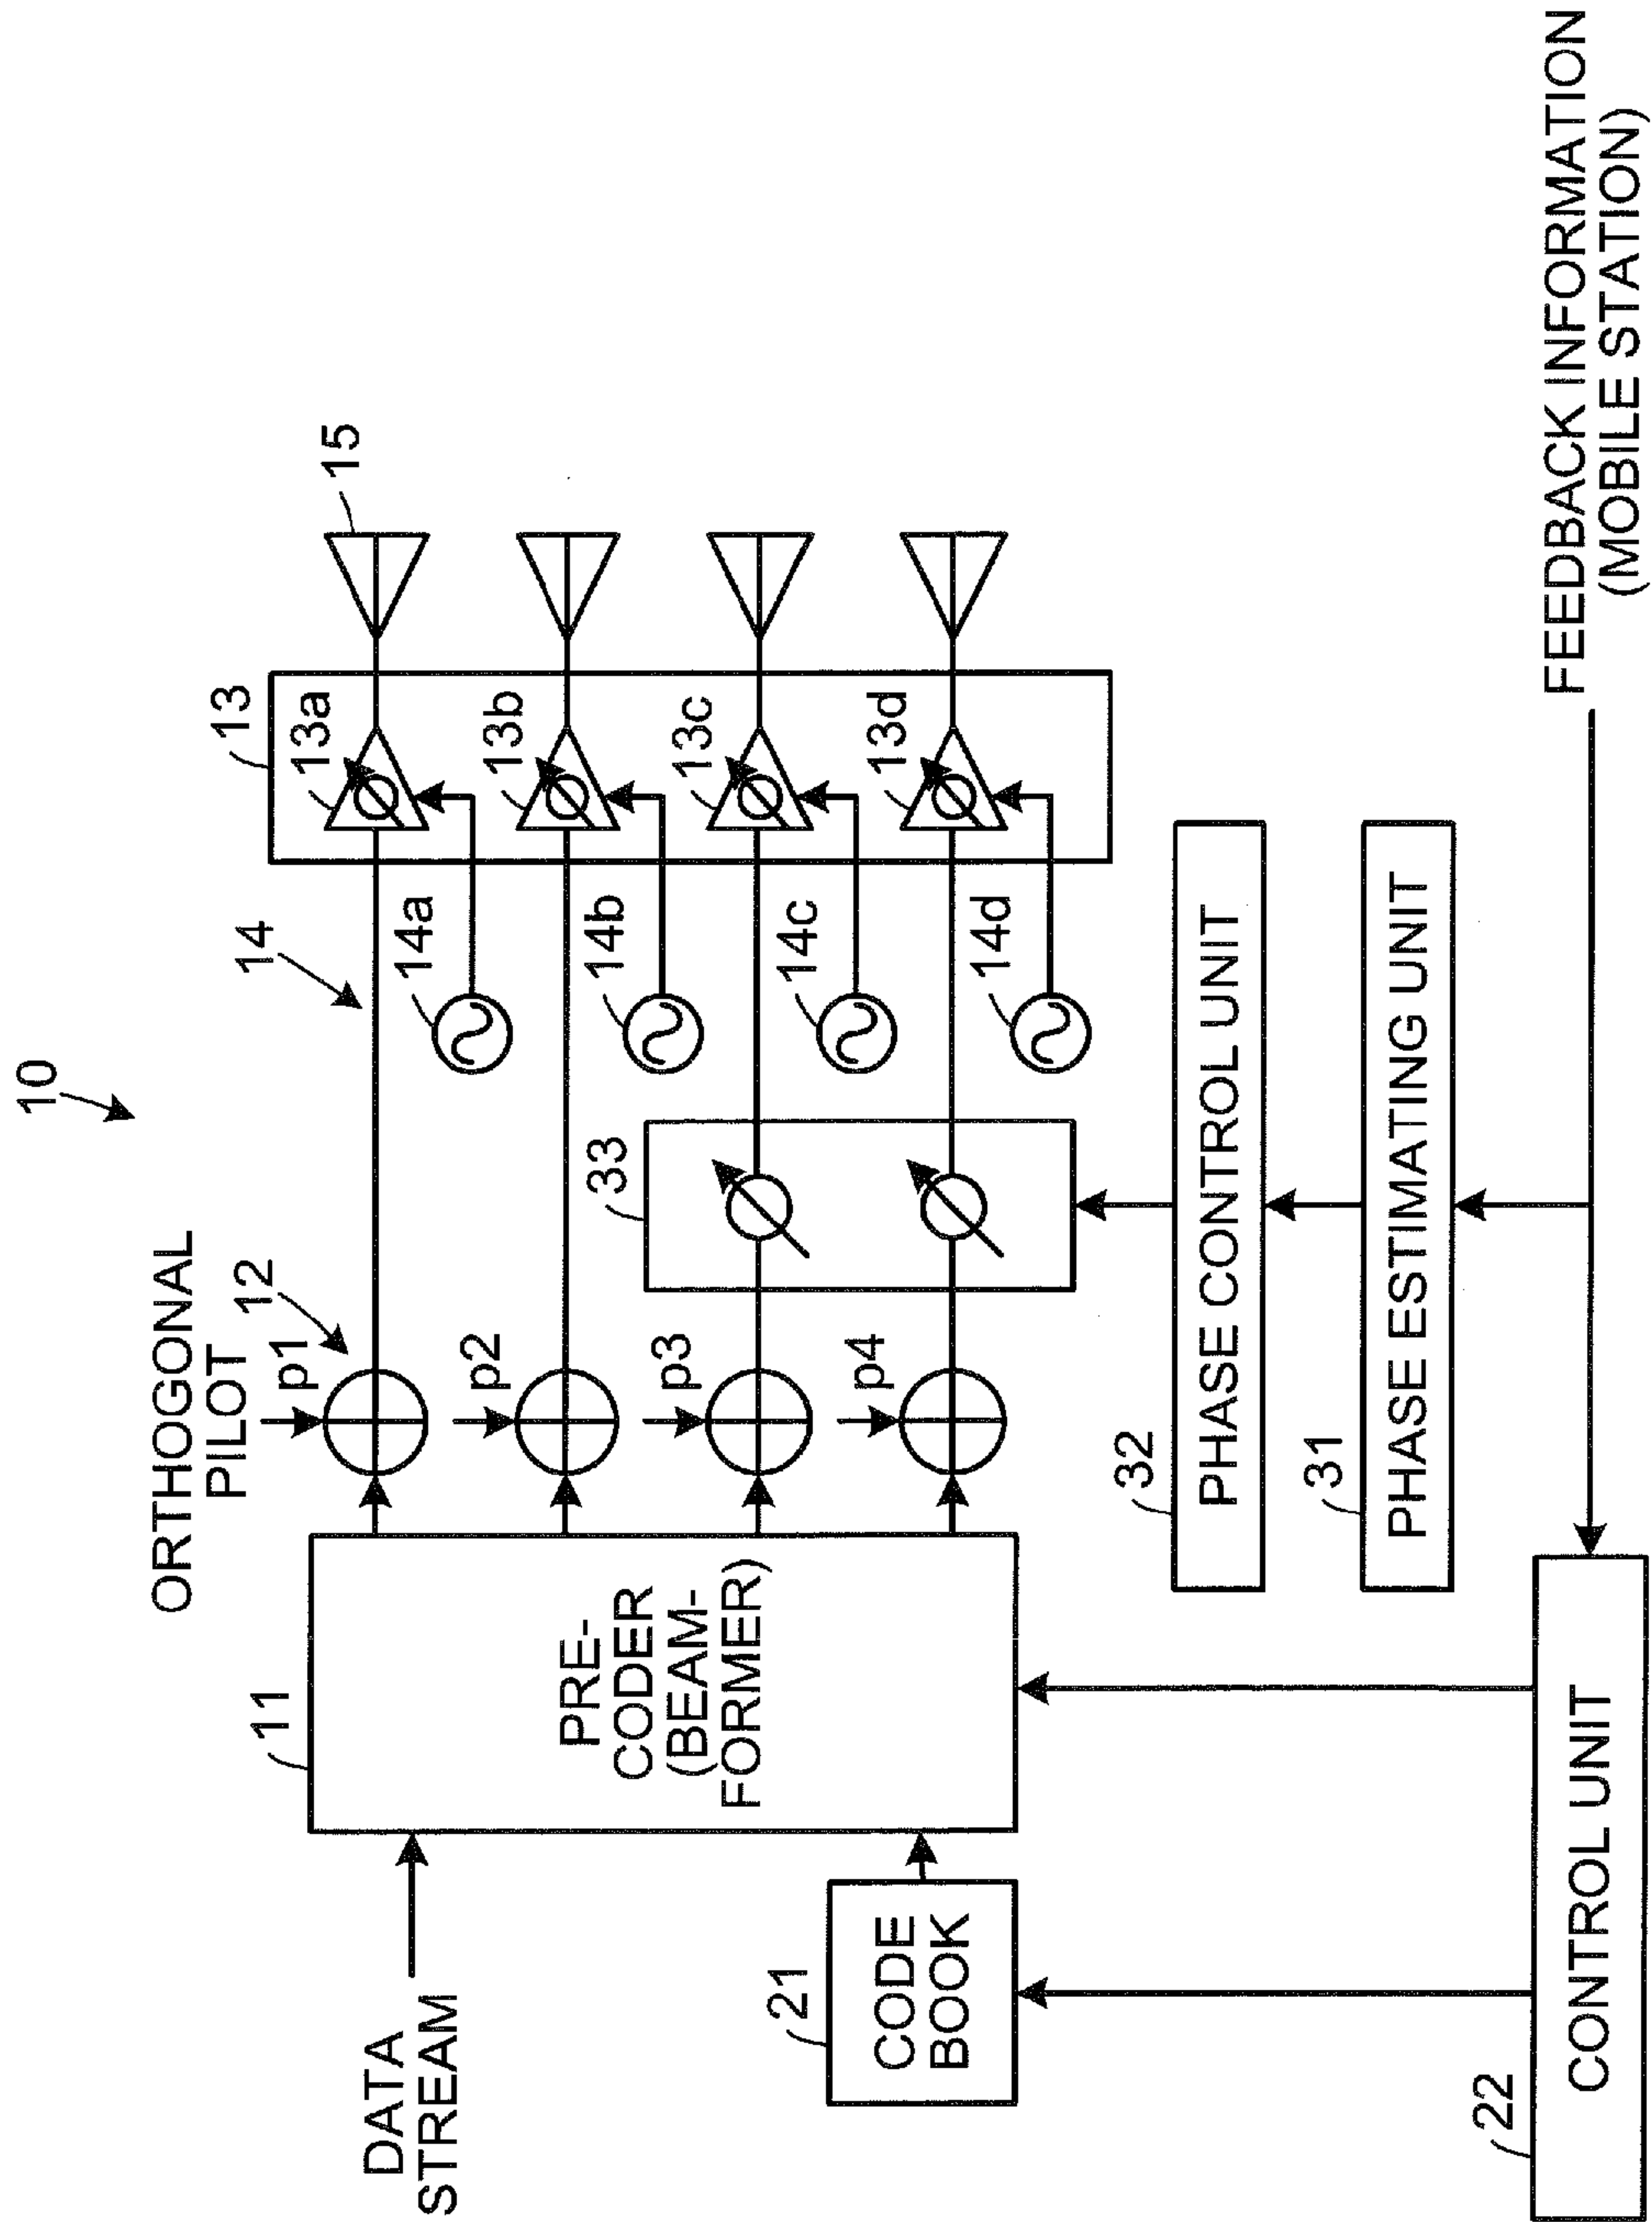 10
ORTHOGONAL
PILOT
12
p1
p2
p3
p4
11
PRE-
CODER
(BEAM-
FORMER)
DATA
STREAM
21
CODE
BOOK
22
CONTROL UNIT
33
32
PHASE CONTROL UNIT
31
PHASE ESTIMATING UNIT
14
14a
14b
14c
14d
13
13a
13b
13c
13d
15
FEEDBACK INFORMATION
(MOBILE STATION)